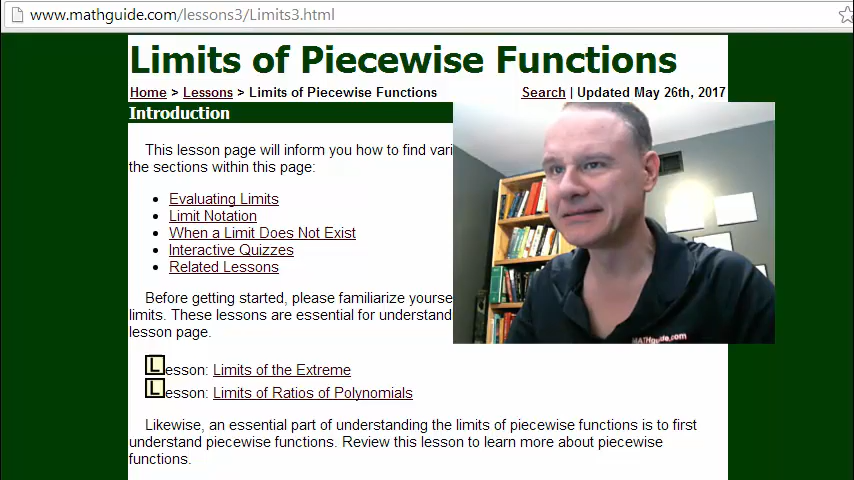 www.mathguide.com/lessons3/Limits3.html
Limits of Piecewise Functions
Home > Lessons > Limits of Piecewise Functions
Search | Updated May 26th, 2017
Introduction
This lesson page will inform you how to find vari
the sections within this page:
Evaluating Limits
Limit Notation
When a Limit Does Not Exist
Interactive Quizzes
Related Lessons
Before getting started, please familiarize yourse
limits. These lessons are essential for understand
lesson page.
Lesson: Limits of the Extreme
Lesson: Limits of Ratios of Polynomials
Likewise, an essential part of understanding the limits of piecewise functions is to first
understand piecewise functions. Review this lesson to learn more about piecewise
functions.
MATHguide.com